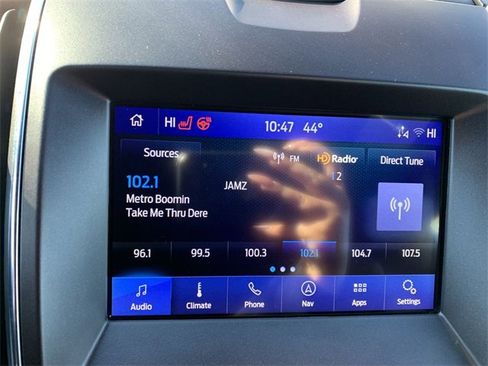 HI 10:47 44° HI
Sources FM HD Radio Direct Tune
1 2
102.1 JAMZ
Metro Boomin
Take Me Thru Dere
96.1 99.5 100.3 102.1 104.7 107.5
Audio Climate Phone Nav Apps Settings